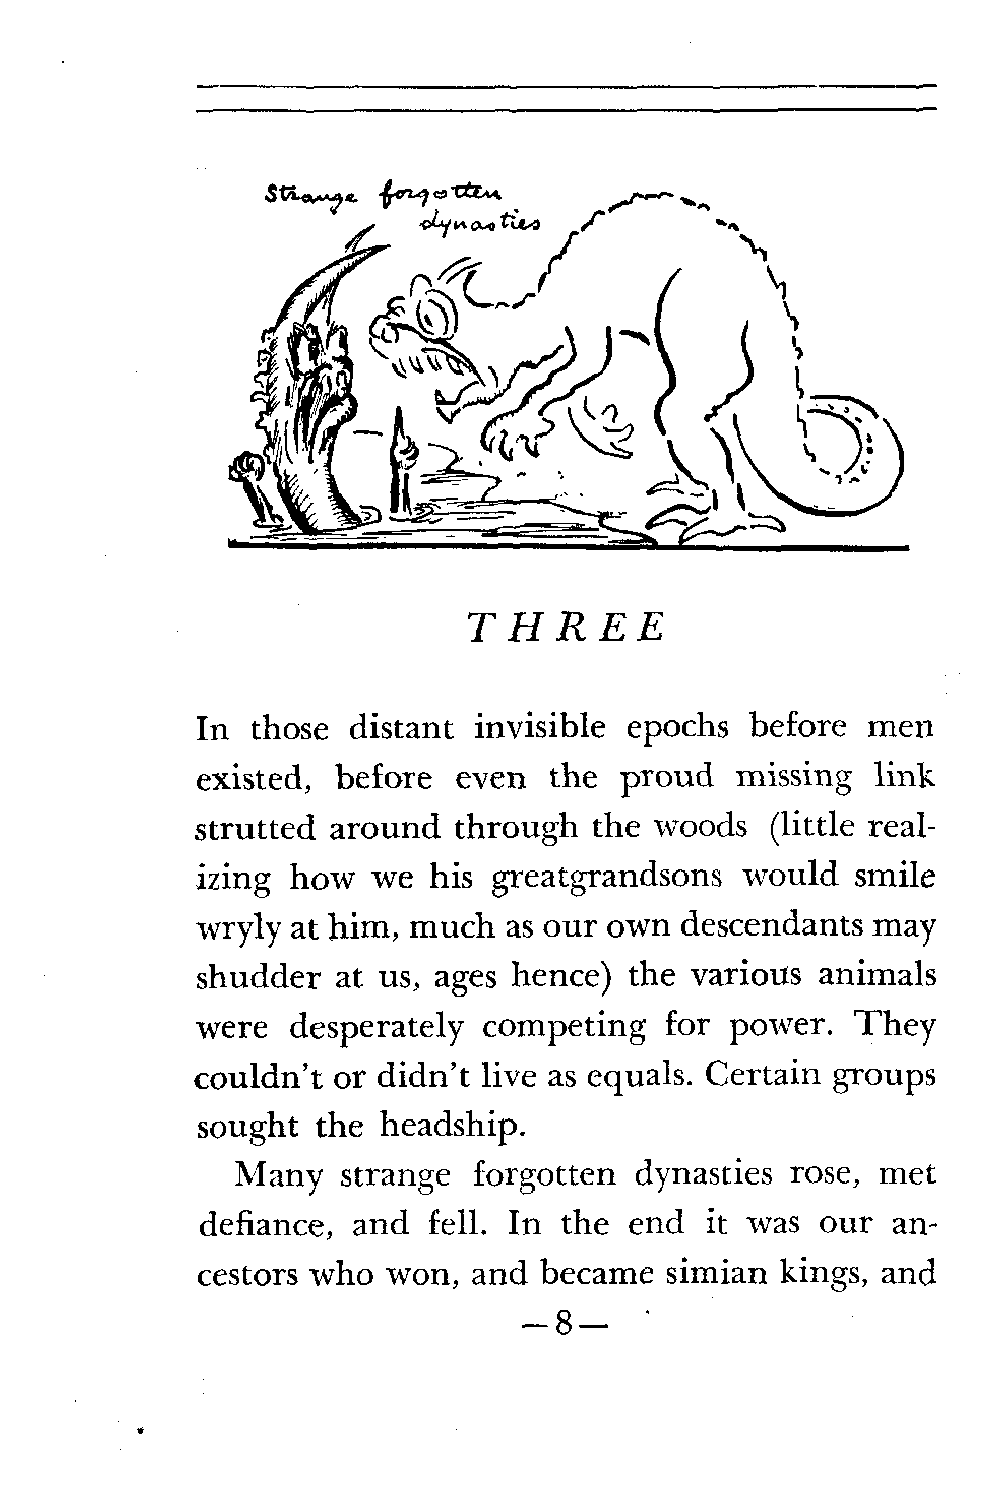 Strange forgotten
dynasties
THREE
In those distant invisible epochs before men
existed, before even the proud missing link
strutted around through the woods (little real-
izing how we his greatgrandsons would smile
wryly at him, much as our own descendants may
shudder at us, ages hence) the various animals
were desperately competing for power. They
couldn't or didn't live as equals. Certain groups
sought the headship.
Many strange forgotten dynasties rose, met
defiance, and fell. In the end it was our an-
cestors who won, and became simian kings, and
—8—